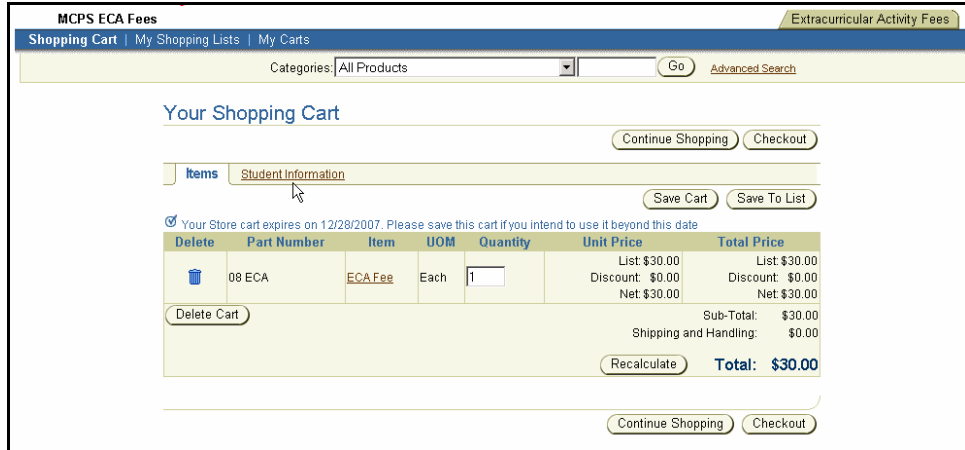 MCPS ECA Fees
Extracurricular Activity Fees
Shopping Cart | My Shopping Lists | My Carts
Categories: All Products Go Advanced Search
Your Shopping Cart
Continue Shopping Checkout
Items Student Information
Save Cart Save To List
Your Store cart expires on 12/28/2007. Please save this cart if you intend to use it beyond this date
Delete Part Number Item UOM Quantity Unit Price Total Price
List: $30.00 List: $30.00
08 ECA ECA Fee Each 1 Discount: $0.00 Discount: $0.00
Net: $30.00 Net: $30.00
Delete Cart Sub-Total: $30.00
Shipping and Handling: $0.00
Recalculate Total: $30.00
Continue Shopping Checkout